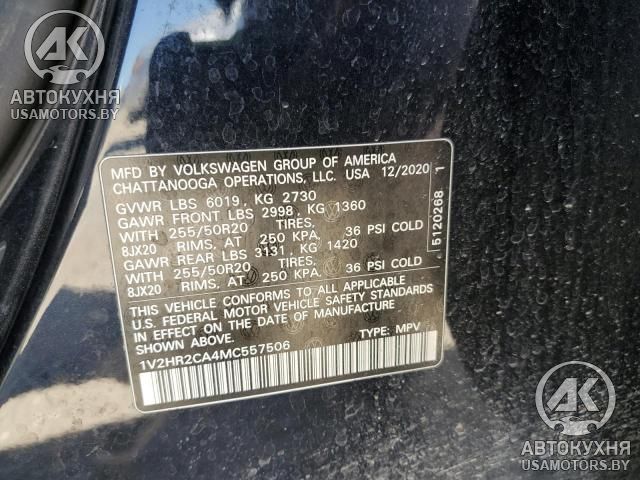 AK
АВТОКУХНЯ
USAMOTORS.BY
MFD BY VOLKSWAGEN GROUP OF AMERICA
CHATTANOOGA OPERATIONS, LLC. USA 12/2020
GVWR LBS 6019, KG 2730
GAWR FRONT LBS 2998, KG 1360
WITH 255/50R20 TIRES.
8JX20 RIMS, AT 250 KPA, 36 PSI COLD
GAWR REAR LBS 3131, KG 1420
WITH 255/50R20 TIRES.
8JX20 RIMS, AT 250 KPA, 36 PSI COLD
THIS VEHICLE CONFORMS TO ALL APPLICABLE
U.S. FEDERAL MOTOR VEHICLE SAFETY STANDARDS
IN EFFECT ON THE DATE OF MANUFACTURE
SHOWN ABOVE.
1V2HR2CA4MC557506 TYPE: MPV
5120268 1
AK
АВТОКУХНЯ
USAMOTORS.BY